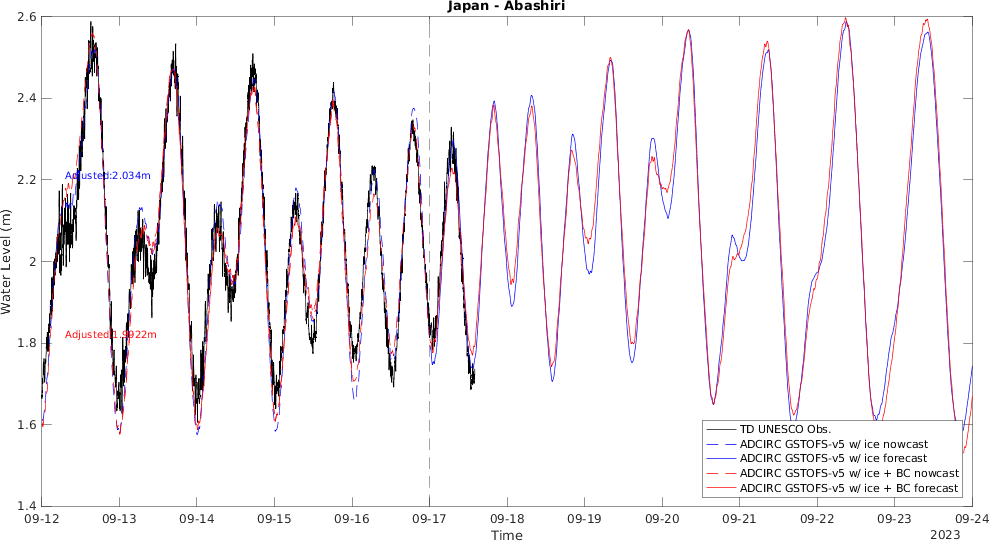 Japan - Abashiri
Water Level (m)
2.6
2.4
2.2
2
1.8
1.6
1.4
Adjusted:2.034m
Adjusted:1.9922m
TD UNESCO Obs.
ADCIRC GSTOFS-v5 w/ ice nowcast
ADCIRC GSTOFS-v5 w/ ice forecast
ADCIRC GSTOFS-v5 w/ ice + BC nowcast
ADCIRC GSTOFS-v5 w/ ice + BC forecast
09-12 09-13 09-14 09-15 09-16 09-17 09-18 09-19 09-20 09-21 09-22 09-23 09-24
Time
2023